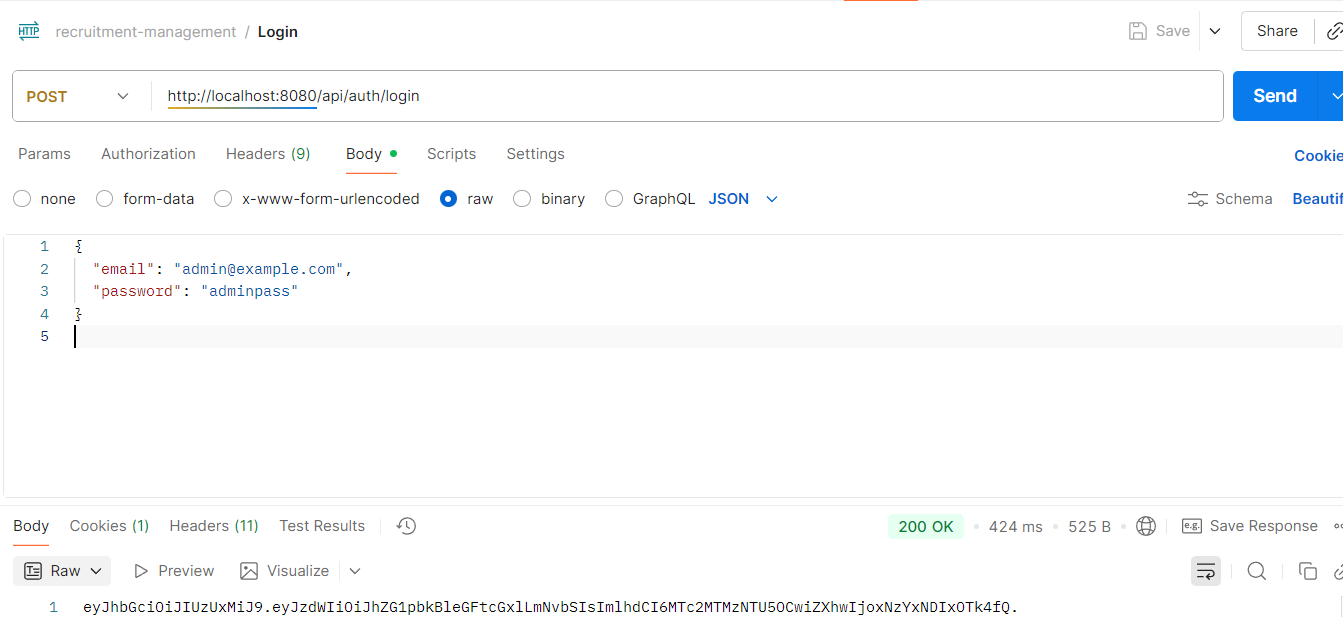 HTTP recruitment-management / Login Save Share
POST http://localhost:8080/api/auth/login Send
Params Authorization Headers (9) Body Scripts Settings Cookie
none form-data x-www-form-urlencoded raw binary GraphQL JSON Schema Beautif
1 {
2 "email": "admin@example.com",
3 "password": "adminpass"
4 }
5
Body Cookies (1) Headers (11) Test Results 200 OK • 424 ms • 525 B • e.g. Save Response
Raw Preview Visualize
1 eyJhbGciOiJIUzUxMiJ9.eyJzdWIiOiJhZG1pbkBleGFtcGxlLmNvbSIsImlhdCI6MTc2MTMzNTU5OCwiZXhwIjoxNzYxNDIxOTk4fQ.